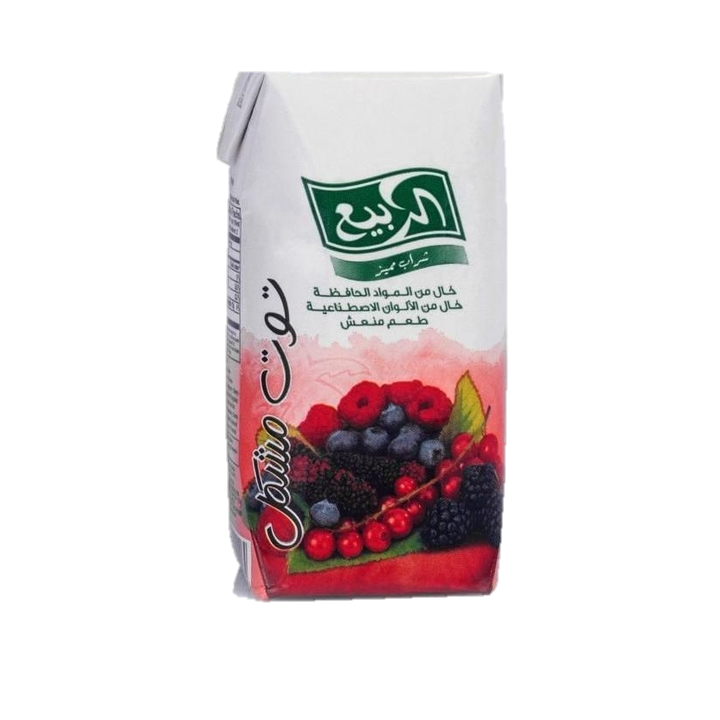 الربيع
شراب مميز
خال من المواد الحافظة
خال من الألوان الاصطناعية
طعم منعش
توت مشكل